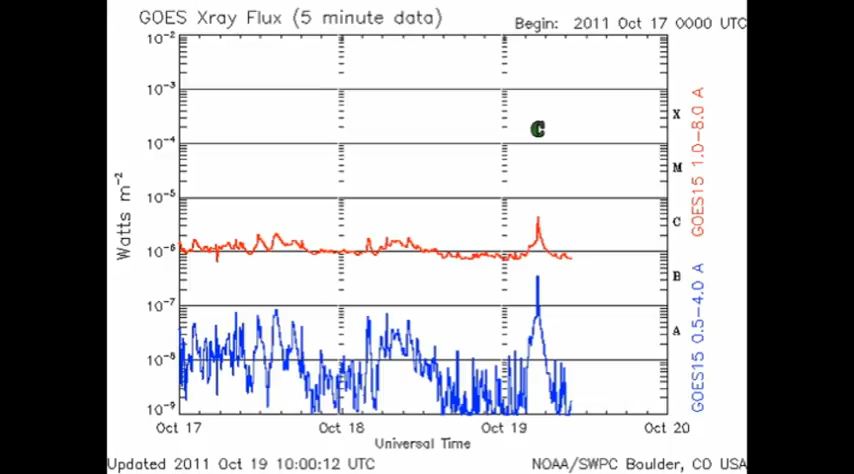 GOES Xray Flux (5 minute data)
Begin: 2011 Oct 17 0000 UTC
10-2
10-3
10-4
10-5
10-6
10-7
10-8
10-9
Watts m-2
C
X
M
C
B
A
GOES15 1.0-8.0 A
GOES15 0.5-4.0 A
Oct 17
Oct 18
Oct 19
Oct 20
Universal Time
Updated 2011 Oct 19 10:00:12 UTC
NOAA/SWPC Boulder, CO USA